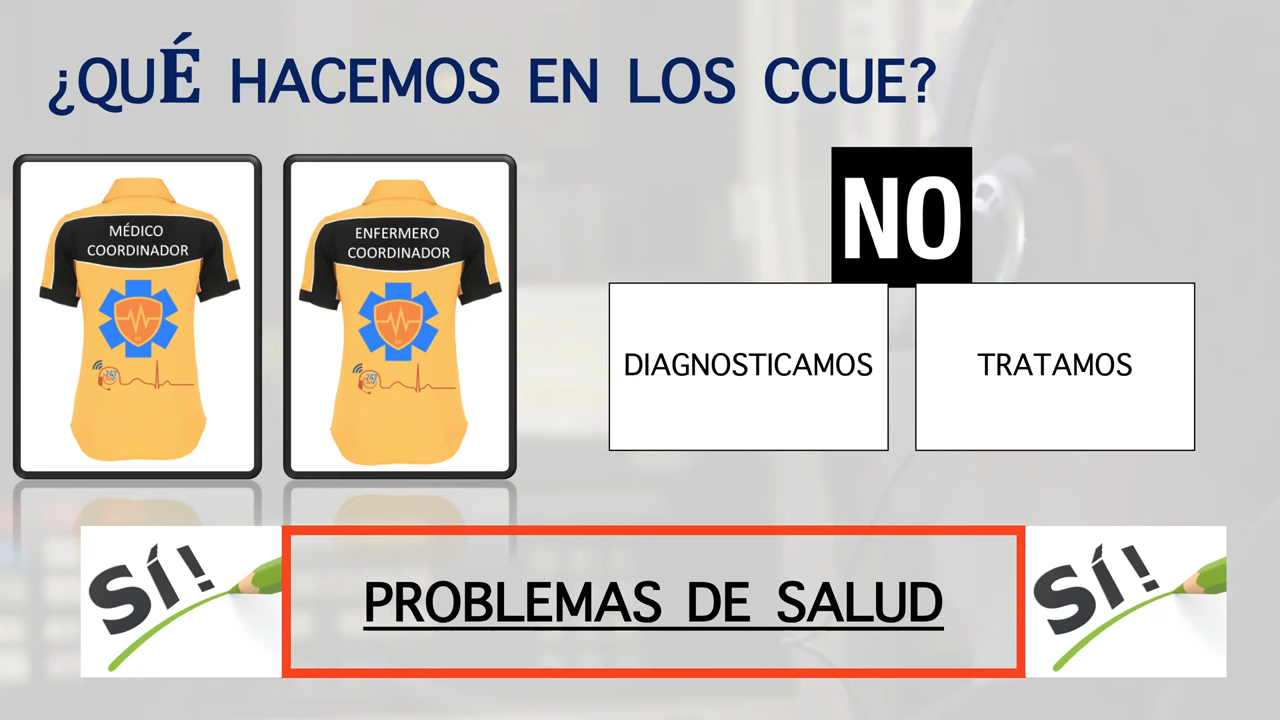 ¿QUÉ HACEMOS EN LOS CCUE?
MÉDICO
COORDINADOR
ENFERMERO
COORDINADOR
NO
DIAGNOSTICAMOS
TRATAMOS
SÍ!
PROBLEMAS DE SALUD
SÍ!